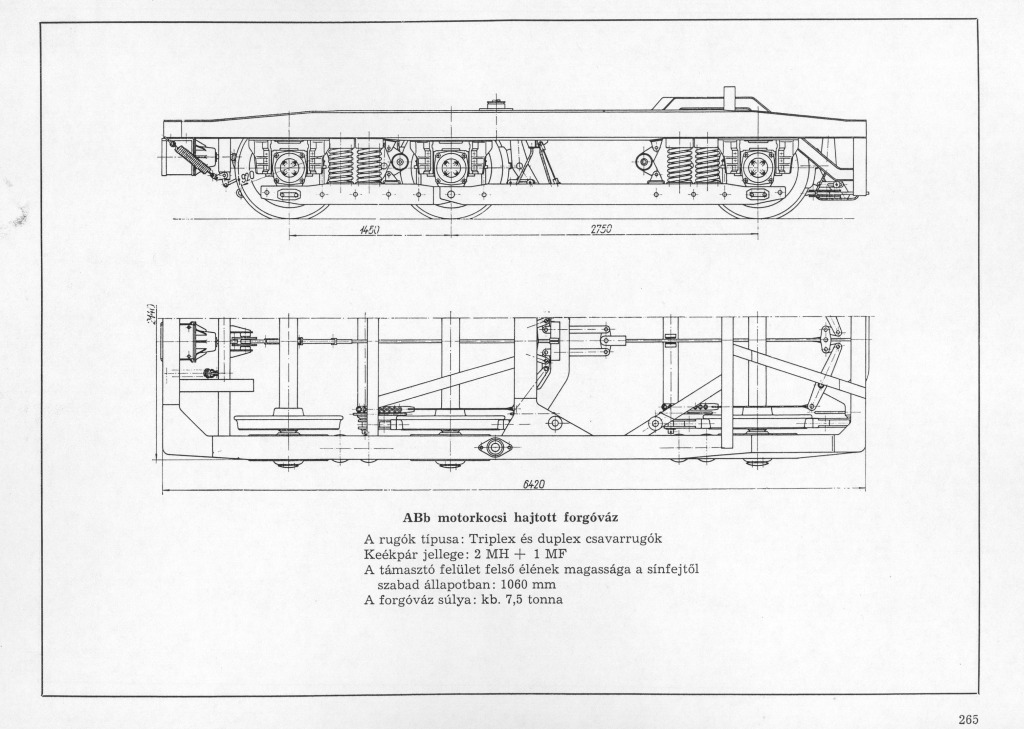 920
1450
2750
2440
6420
ABb motorkocsi hajtott forgóváz
A rugók típusa: Triplex és duplex csavarrugók
Keékpár jellege: 2 MH + 1 MF
A támasztó felület felső élének magassága a sínfejtől
szabad állapotban: 1060 mm
A forgóváz súlya: kb. 7,5 tonna
265